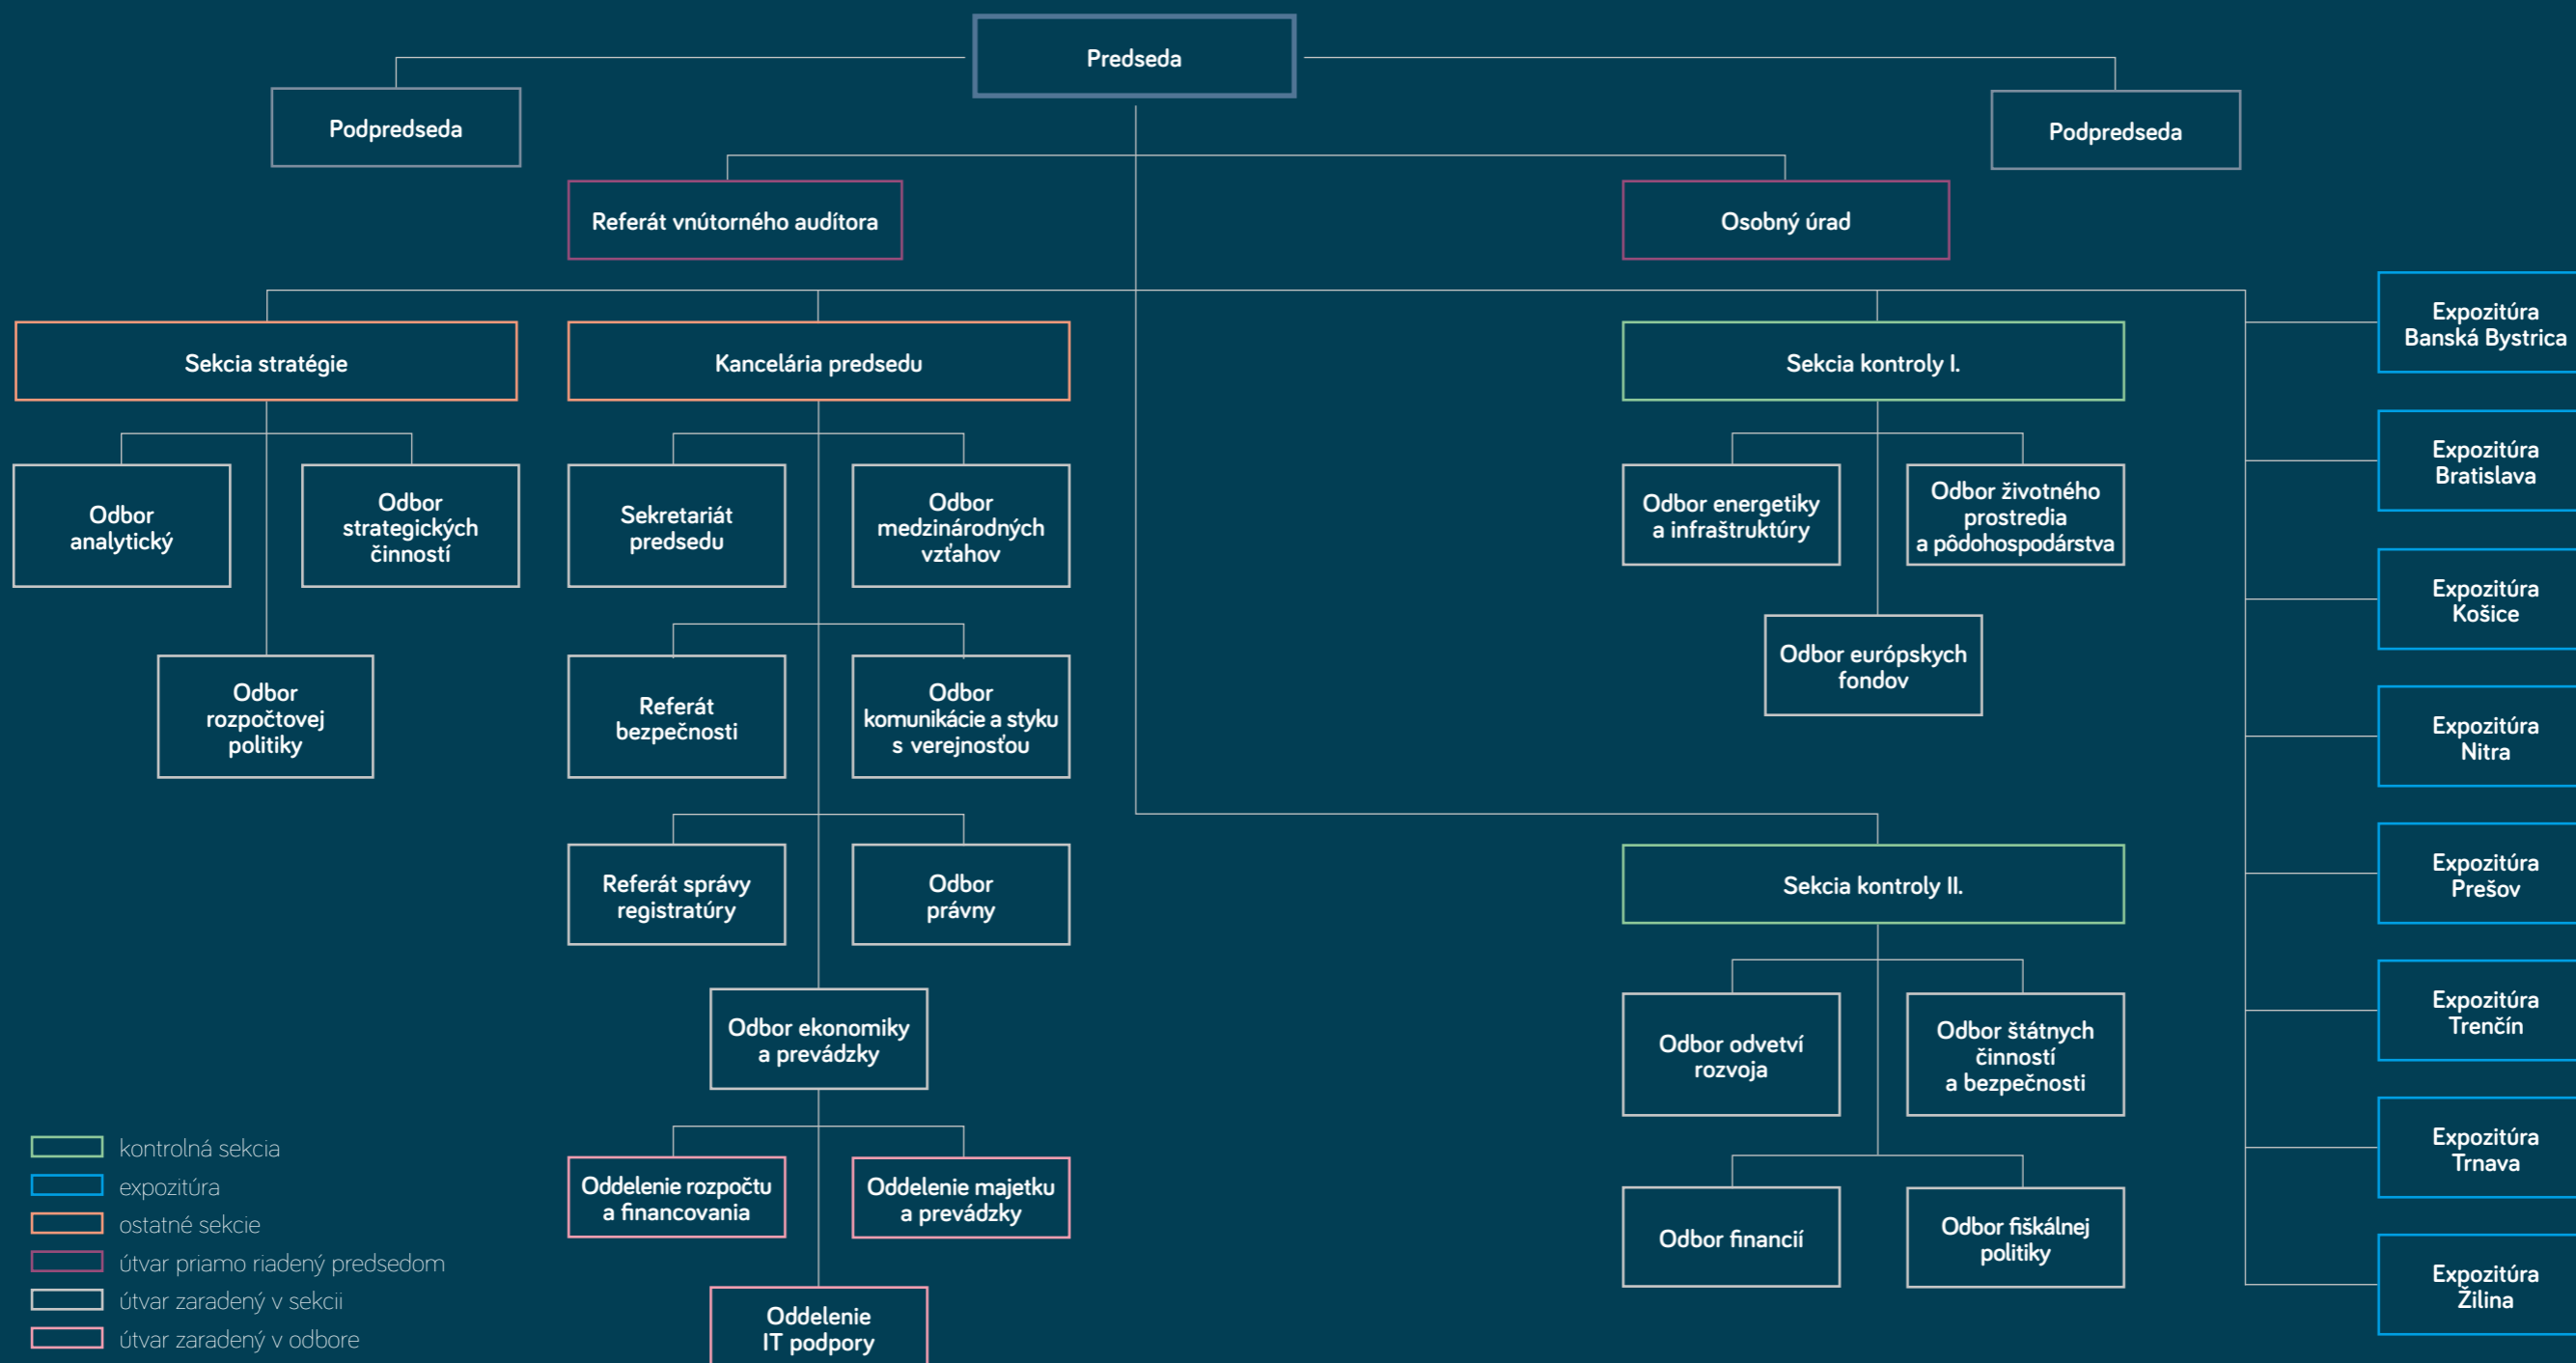 Predseda
Podpredseda
Podpredseda
Referát vnútorného audítora
Osobný úrad
Sekcia stratégie
Odbor
analytický
Odbor
strategických
činností
Odbor
rozpočtovej
politiky
Kancelária predsedu
Sekretariát
predsedu
Odbor
medzinárodných
vzťahov
Referát
bezpečnosti
Odbor
komunikácie a styku
s verejnosťou
Referát správy
registratúry
Odbor
právny
Odbor ekonomiky
a prevádzky
Oddelenie rozpočtu
a financovania
Oddelenie majetku
a prevádzky
Oddelenie
IT podpory
Sekcia kontroly I.
Odbor energetiky
a infraštruktúry
Odbor životného
prostredia
a pôdohospodárstva
Odbor európskych
fondov
Sekcia kontroly II.
Odbor odvetví
rozvoja
Odbor štátnych
činností
a bezpečnosti
Odbor financií
Odbor fiškálnej
politiky
Expozitúra
Banská Bystrica
Expozitúra
Bratislava
Expozitúra
Košice
Expozitúra
Nitra
Expozitúra
Prešov
Expozitúra
Trenčín
Expozitúra
Trnava
Expozitúra
Žilina
kontrolná sekcia
expozitúra
ostatné sekcie
útvar priamo riadený predsedom
útvar zaradený v sekcii
útvar zaradený v odbore